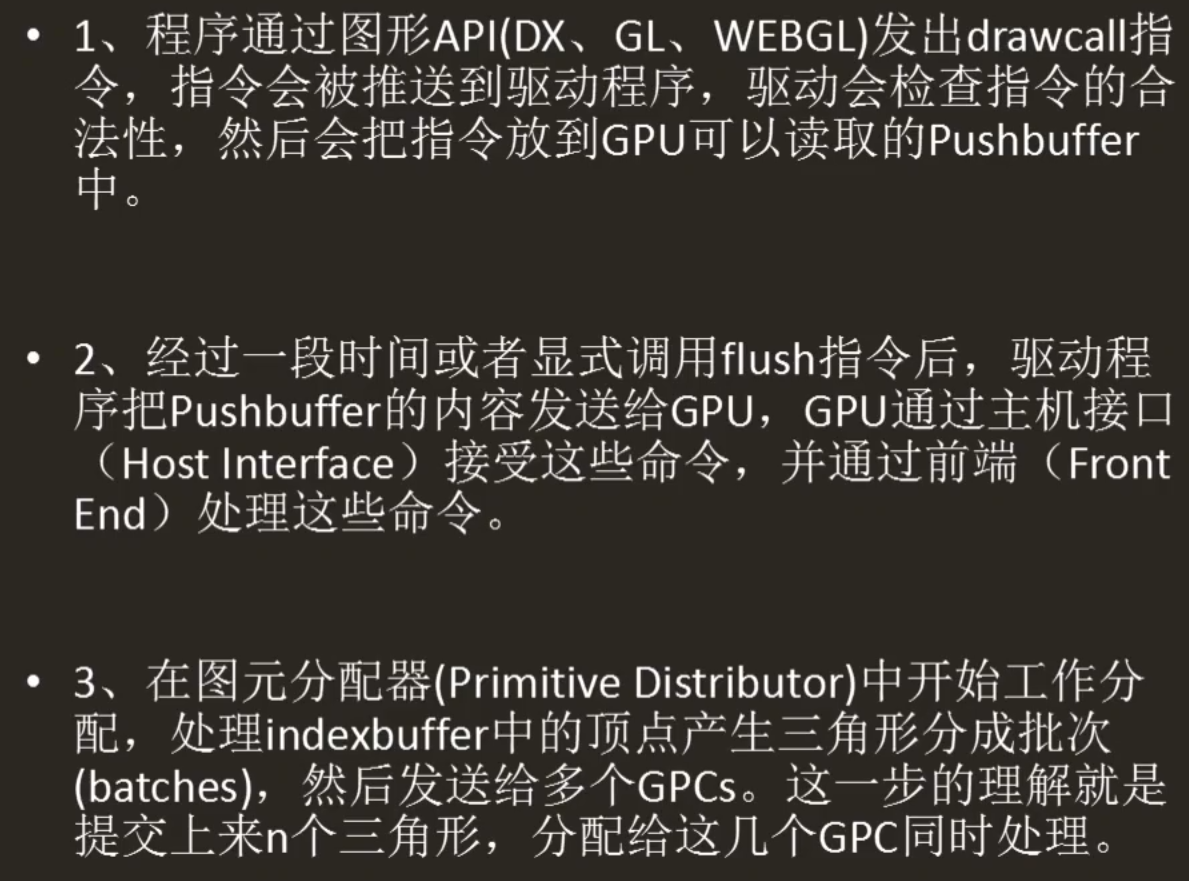 • 1、程序通过图形API(DX、GL、WEBGL)发出drawcall指
令，指令会被推送到驱动程序，驱动会检查指令的合
法性，然后会把指令放到GPU可以读取的Pushbuffer
中。
• 2、经过一段时间或者显式调用flush指令后，驱动程
序把Pushbuffer的内容发送给GPU，GPU通过主机接口
（Host Interface）接受这些命令，并通过前端（Front
End）处理这些命令。
• 3、在图元分配器(Primitive Distributor)中开始工作分
配，处理indexbuffer中的顶点产生三角形分成批次
(batches)，然后发送给多个GPCs。这一步的理解就是
提交上来n个三角形，分配给这几个GPC同时处理。